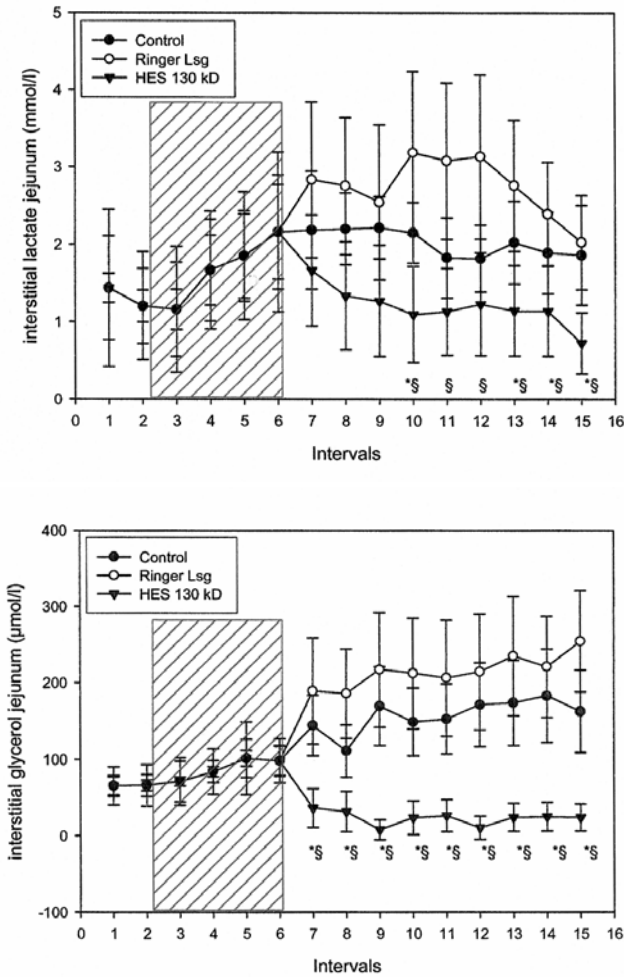 5
4
3
2
1
0
interstitial lactate jejunum (mmol/l)
Control
Ringer Lsg
HES 130 kD
*§ § § *§ *§ *§
0 1 2 3 4 5 6 7 8 9 10 11 12 13 14 15 16
Intervals
400
300
200
100
0
-100
interstitial glycerol jejunum (µmol/l)
Control
Ringer Lsg
HES 130 kD
*§ *§ *§ *§ *§ *§ *§ *§ *§
0 1 2 3 4 5 6 7 8 9 10 11 12 13 14 15 16
Intervals